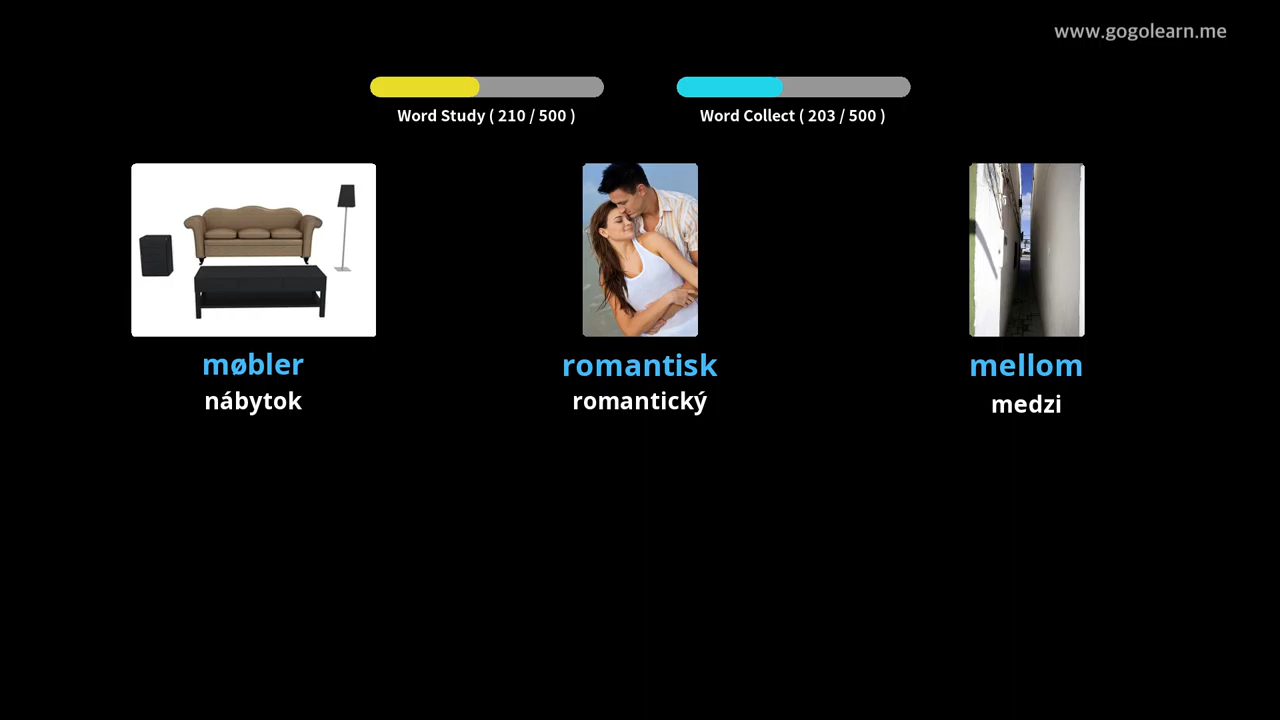 www.gogolearn.me
Word Study ( 210 / 500 )
Word Collect ( 203 / 500 )
møbler
nábytok
romantisk
romantický
mellom
medzi